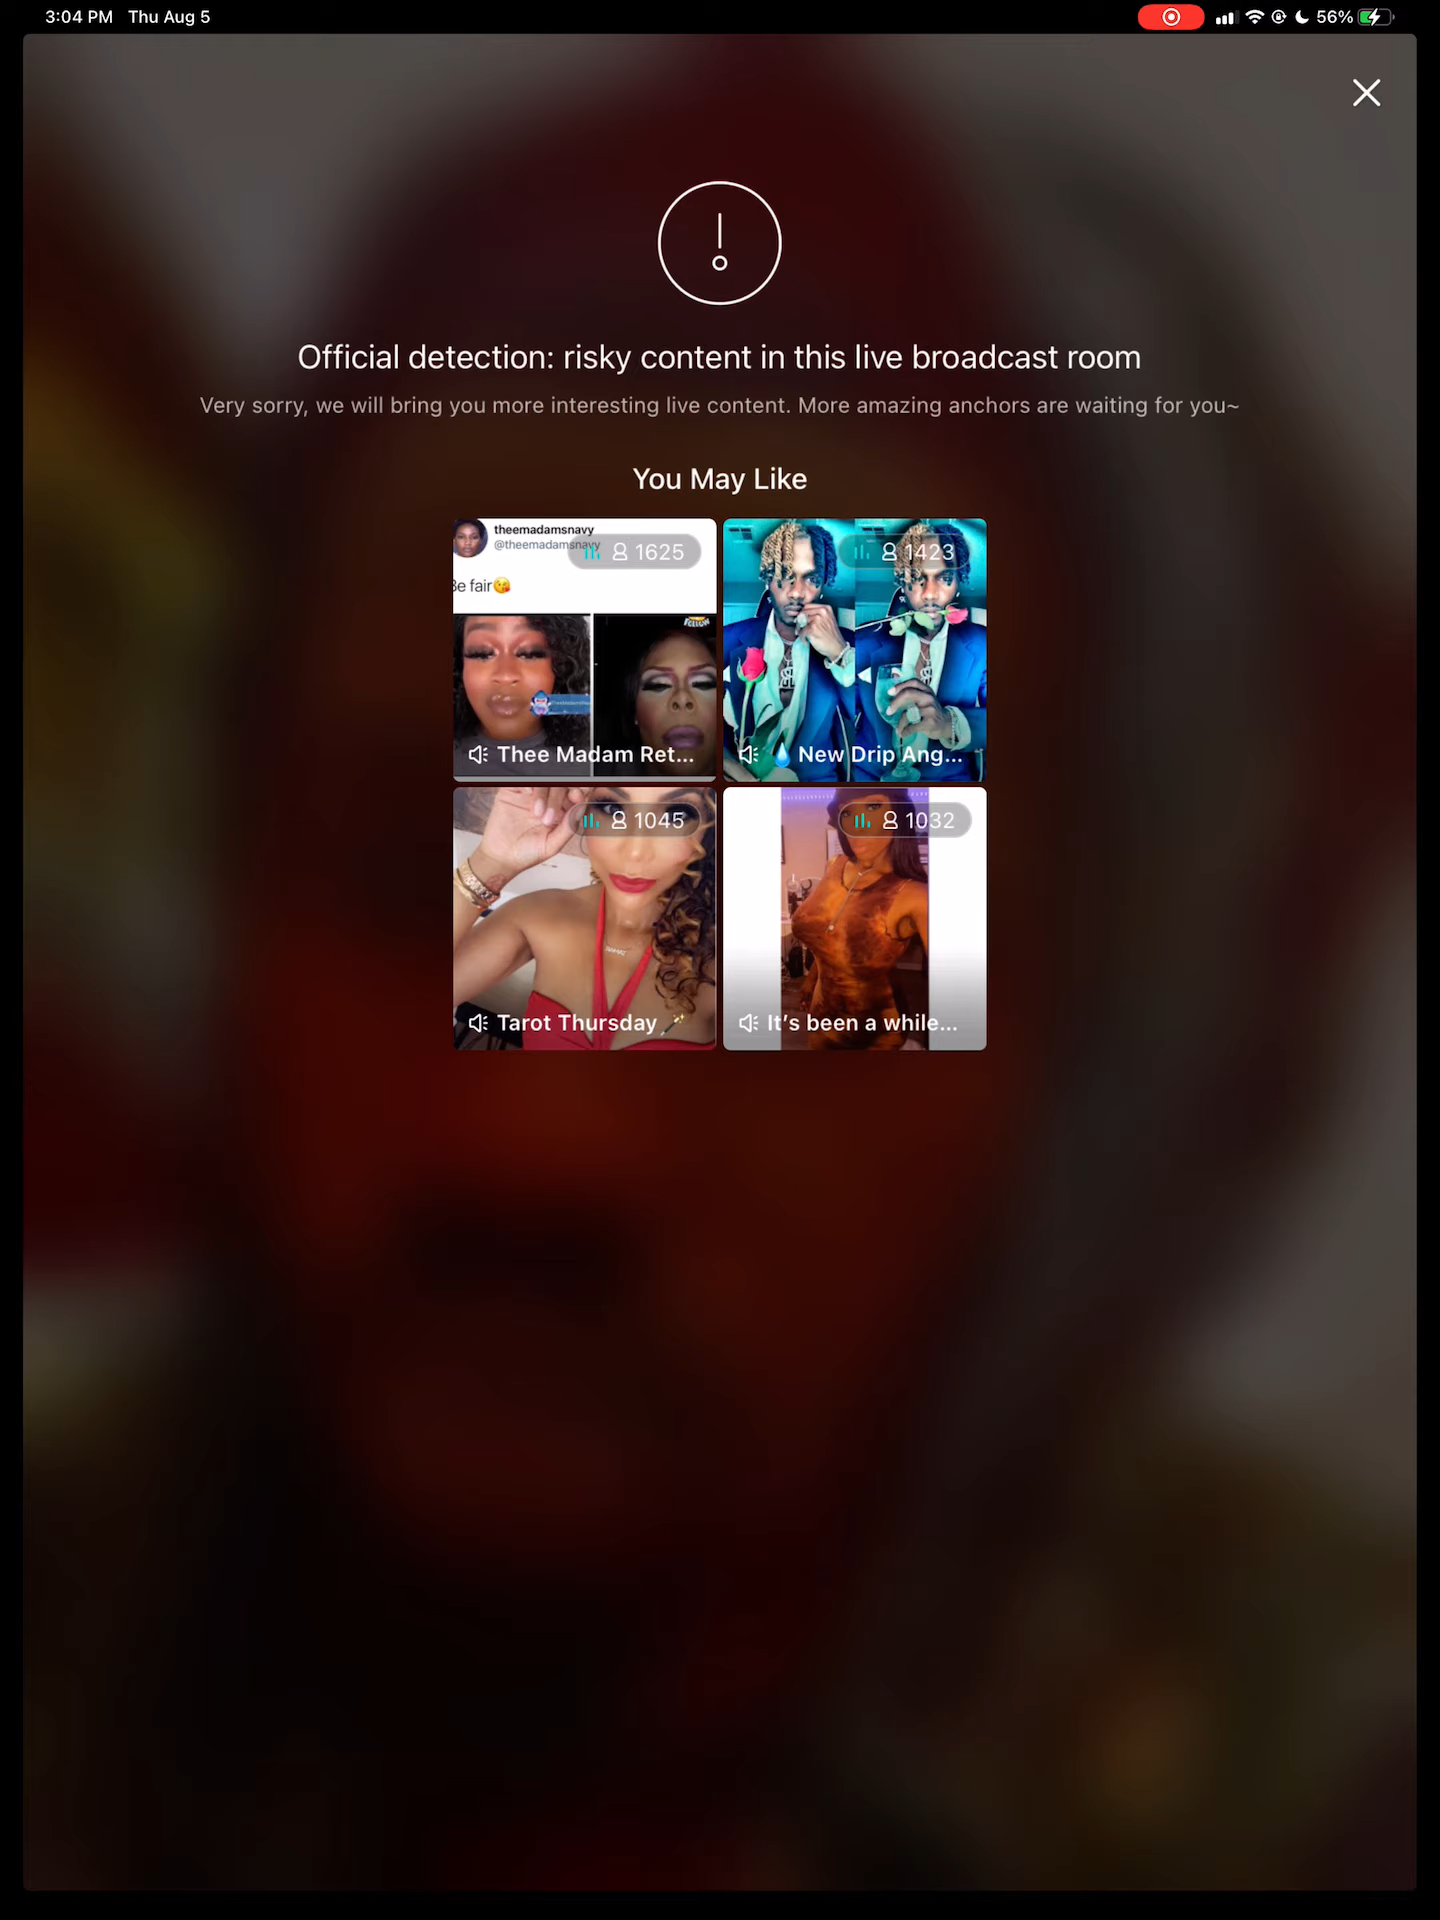 3:04 PM Thu Aug 5
56%
Official detection: risky content in this live broadcast room
Very sorry, we will bring you more interesting live content. More amazing anchors are waiting for you~
You May Like
theemadamsnavy
@theemadamsnavy
1625
Be fair😘
Thee Madam Ret...
1423
💧 New Drip Ang...
1045
Tarot Thursday 🪄
1032
It's been a while...